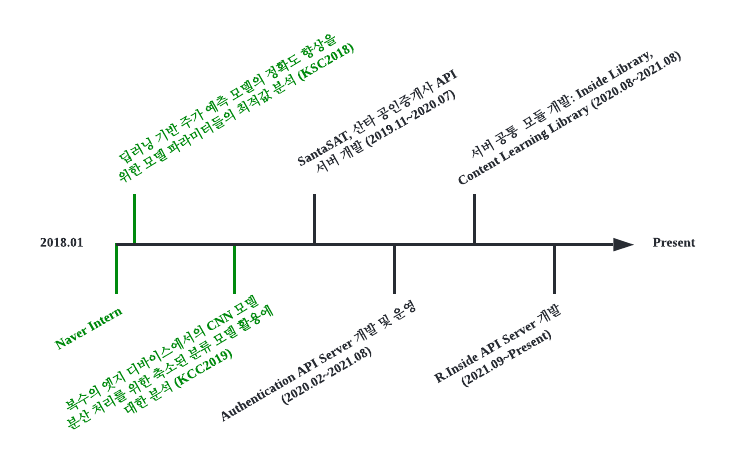 딥러닝 기반 주가 예측 모델의 정확도 향상을
위한 모델 파라미터들의 최적값 분석 (KSC2018)
SantaSAT, 산타 공인중개사 API
서버 개발 (2019.11~2020.07)
서버 공통 모듈 개발: Inside Library,
Content Learning Library (2020.08~2021.08)
2018.01
Present
Naver Intern
복수의 엣지 디바이스에서의 CNN 모델
분산 처리를 위한 축소된 분류 모델 활용에
대한 분석 (KCC2019)
Authentication API Server 개발 및 운영
(2020.02~2021.08)
R.Inside API Server 개발
(2021.09~Present)